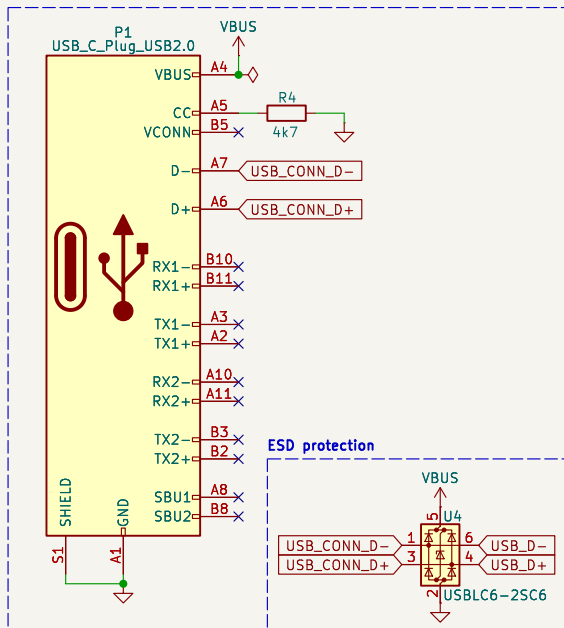 VBUS
P1
USB_C_Plug_USB2.0
VBUS A4
CC A5 R4
4k7
VCONN B5
D- A7 USB_CONN_D-
D+ A6 USB_CONN_D+
RX1- B10
RX1+ B11
TX1- A3
TX1+ A2
RX2- A10
RX2+ A11
TX2- B3
TX2+ B2
SBU1 A8
SBU2 B8
SHIELD GND
S1 A1
ESD protection
VBUS
5 U4
USB_CONN_D- 1 6 USB_D-
USB_CONN_D+ 3 4 USB_D+
2 USBLC6-2SC6